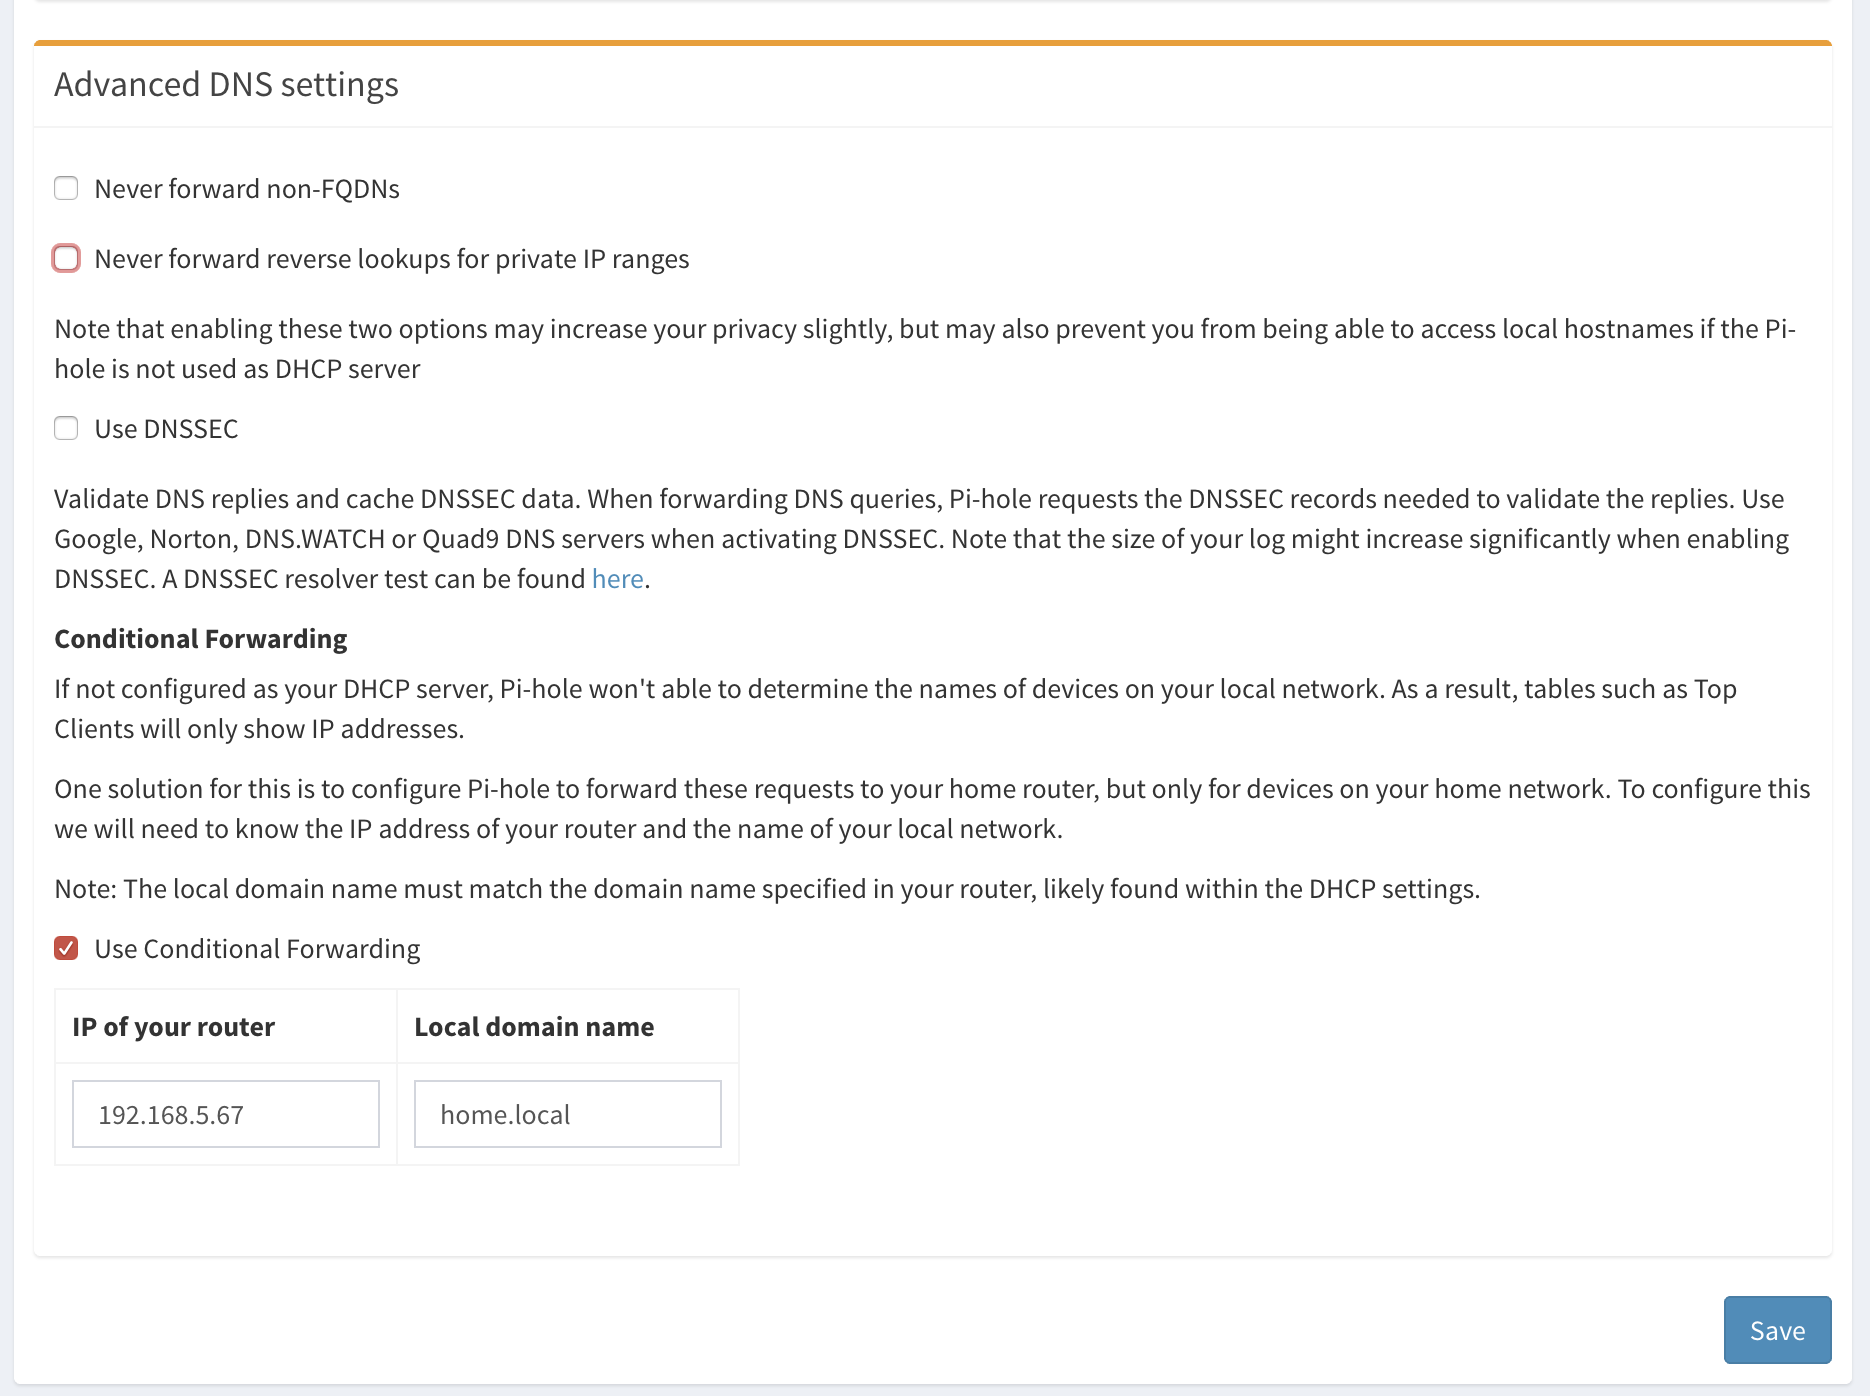 Advanced DNS settings
Never forward non-FQDNs
Never forward reverse lookups for private IP ranges
Note that enabling these two options may increase your privacy slightly, but may also prevent you from being able to access local hostnames if the Pi-
hole is not used as DHCP server
Use DNSSEC
Validate DNS replies and cache DNSSEC data. When forwarding DNS queries, Pi-hole requests the DNSSEC records needed to validate the replies. Use
Google, Norton, DNS.WATCH or Quad9 DNS servers when activating DNSSEC. Note that the size of your log might increase significantly when enabling
DNSSEC. A DNSSEC resolver test can be found here.
Conditional Forwarding
If not configured as your DHCP server, Pi-hole won't able to determine the names of devices on your local network. As a result, tables such as Top
Clients will only show IP addresses.
One solution for this is to configure Pi-hole to forward these requests to your home router, but only for devices on your home network. To configure this
we will need to know the IP address of your router and the name of your local network.
Note: The local domain name must match the domain name specified in your router, likely found within the DHCP settings.
Use Conditional Forwarding
IP of your router Local domain name
192.168.5.67 home.local
Save